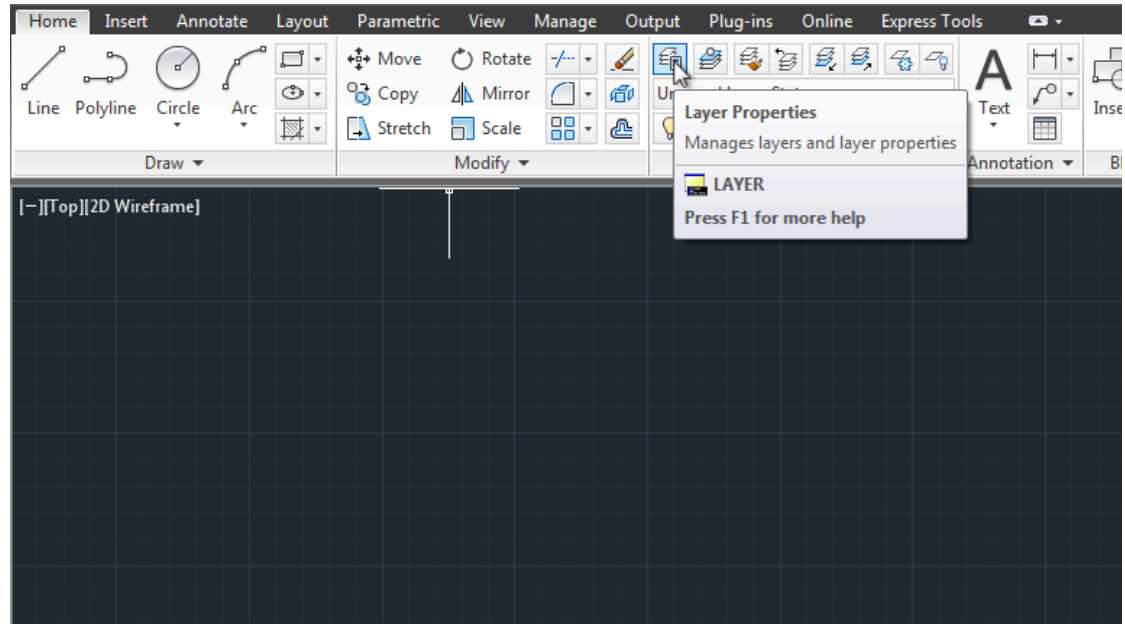 Home Insert Annotate Layout Parametric View Manage Output Plug-ins Online Express Tools
Move Rotate
Copy Mirror
Line Polyline Circle Arc Text
Stretch Scale
Draw Modify Annotation
Layer Properties
Manages layers and layer properties
LAYER
Press F1 for more help
[−][Top][2D Wireframe]